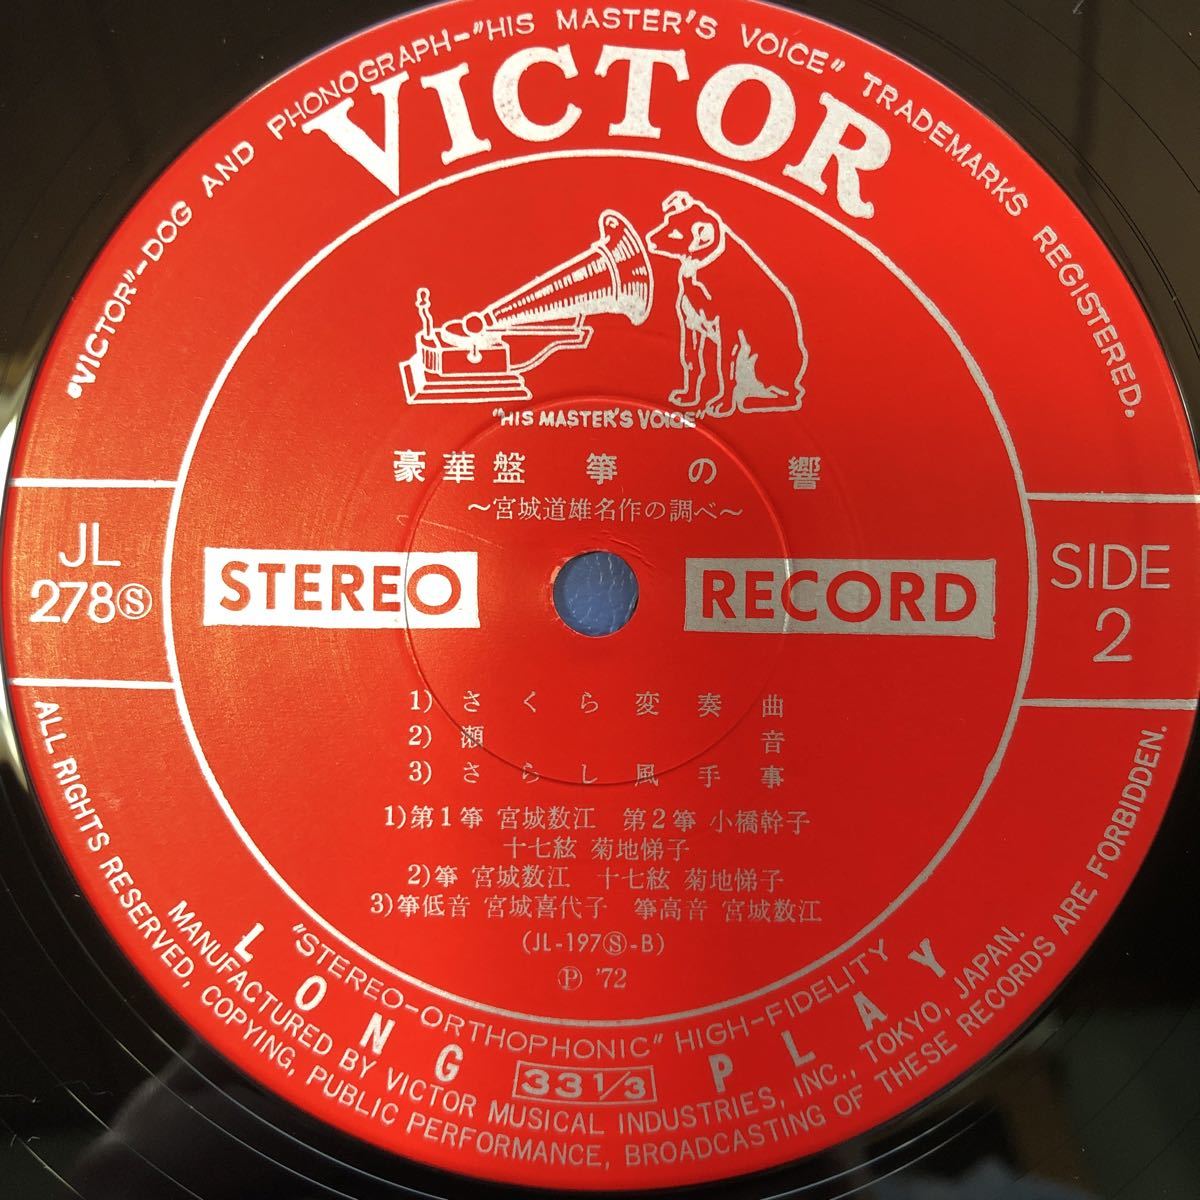 "VICTOR"-DOG AND PHONOGRAPH-"HIS MASTER'S VOICE" TRADEMARKS REGISTERED.
VICTOR
"HIS MASTER'S VOICE"
豪華盤 箏の響
～宮城道雄名作の調べ～
JL
278Ⓢ
STEREO RECORD
SIDE
2
1) さくら変奏曲
2) 瀬音
3) さらし風手事
1)第1箏 宮城数江 第2箏 小橋幹子
十七絃 菊地悌子
2)箏 宮城数江 十七絃 菊地悌子
3)箏低音 宮城喜代子 箏高音 宮城数江
(JL-197Ⓢ-B)
Ⓟ '72
"STEREO-ORTHOPHONIC" HIGH-FIDELITY
LONG 33 1/3 PLAY
MANUFACTURED BY VICTOR MUSICAL INDUSTRIES, INC., TOKYO, JAPAN.
ALL RIGHTS RESERVED, COPYING, PUBLIC PERFORMANCE, BROADCASTING OF THESE RECORDS ARE FORBIDDEN.